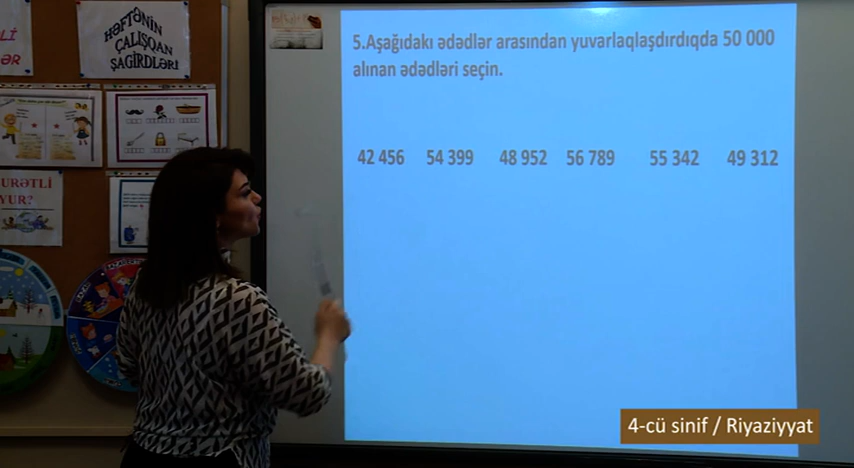 HƏFTƏNİN
ÇALIŞQAN
ŞAGİRDLƏRİ
5.Aşağıdakı ədədlər arasından yuvarlaqlaşdırdıqda 50 000
alınan ədədləri seçin.
42 456 54 399 48 952 56 789 55 342 49 312
4-cü sinif / Riyaziyyat